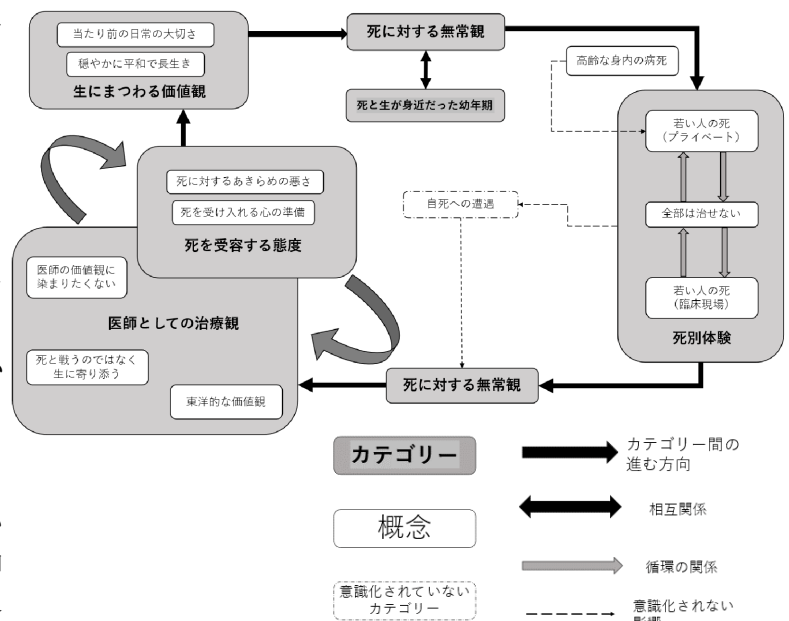 当たり前の日常の大切さ
穏やかに平和で長生き
生にまつわる価値観
死に対する無常観
死と生が身近だった幼年期
高齢な身内の病死
若い人の死
(プライベート)
全部は治せない
若い人の死
(臨床現場)
死別体験
死に対するあきらめの悪さ
死を受け入れる心の準備
死を受容する態度
自死への遭遇
医師の価値観に
染まりたくない
医師としての治療観
死と戦うのではなく
生に寄り添う
東洋的な価値観
死に対する無常観
カテゴリー
概念
意識化されていない
カテゴリー
カテゴリー間の
進む方向
相互関係
循環の関係
意識化されない